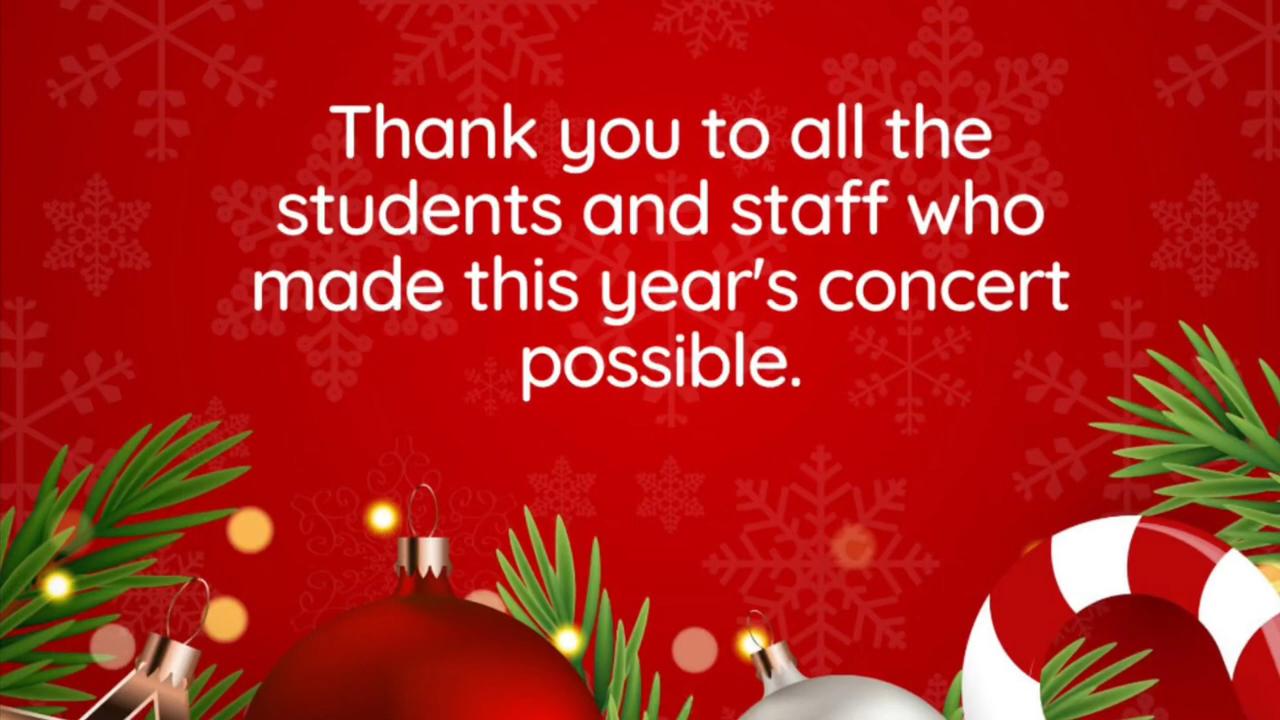 Thank you to all the
students and staff who
made this year's concert
possible.